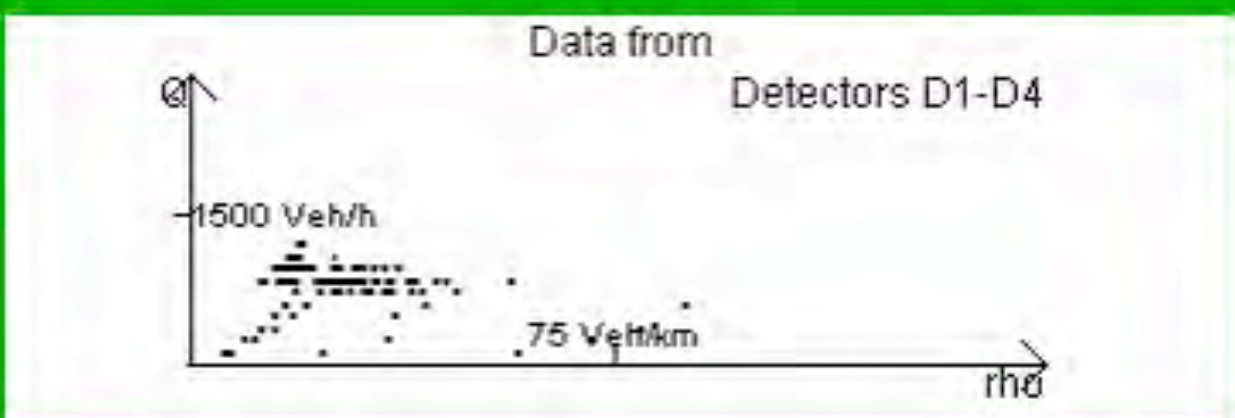 Data from
Q
Detectors D1-D4
1500 Veh/h
75 Veh/km
rho